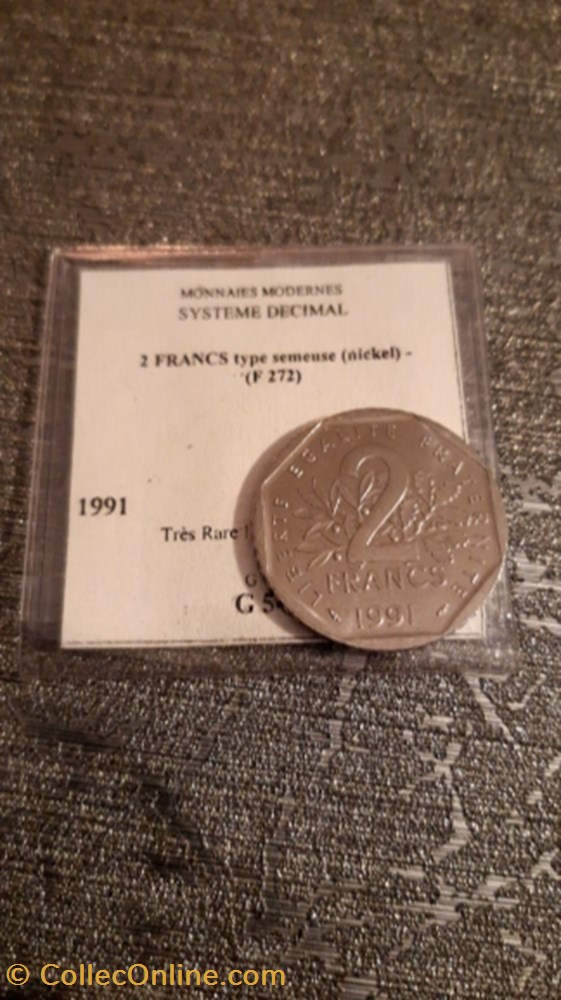 MONNAIES MODERNES
SYSTEME DECIMAL
2 FRANCS type semeuse (nickel) -
(F 272)
1991
Très Rare
G
G
LIBERTE EGALITE FRATERNITE
2
FRANCS
1991
© CollecOnline.com